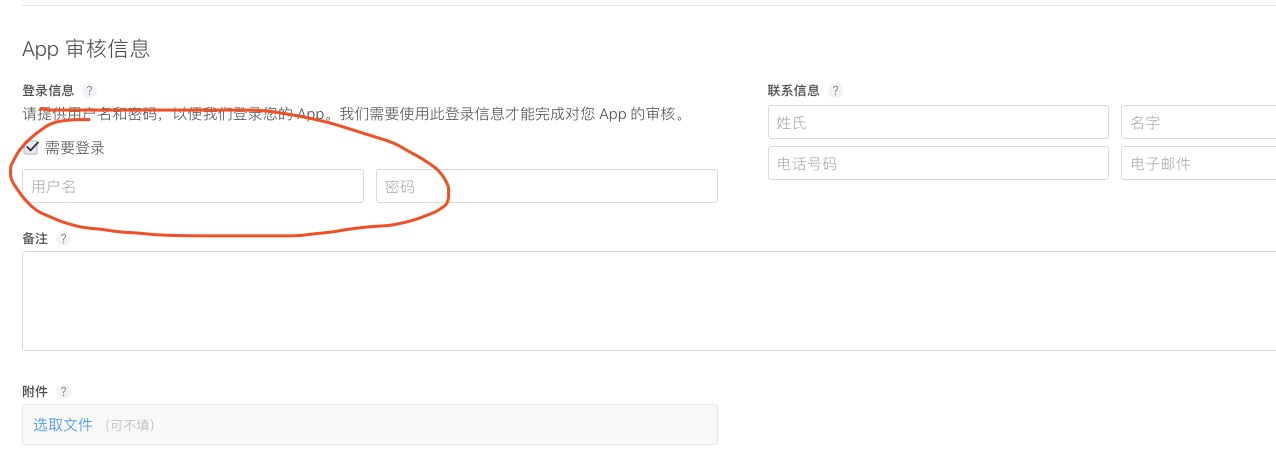 App 审核信息
登录信息 ?
请提供用户名和密码，以便我们登录您的 App。我们需要使用此登录信息才能完成对您 App 的审核。
需要登录
用户名 密码
联系信息 ?
姓氏 名字
电话号码 电子邮件
备注 ?
附件 ?
选取文件 （可不填）